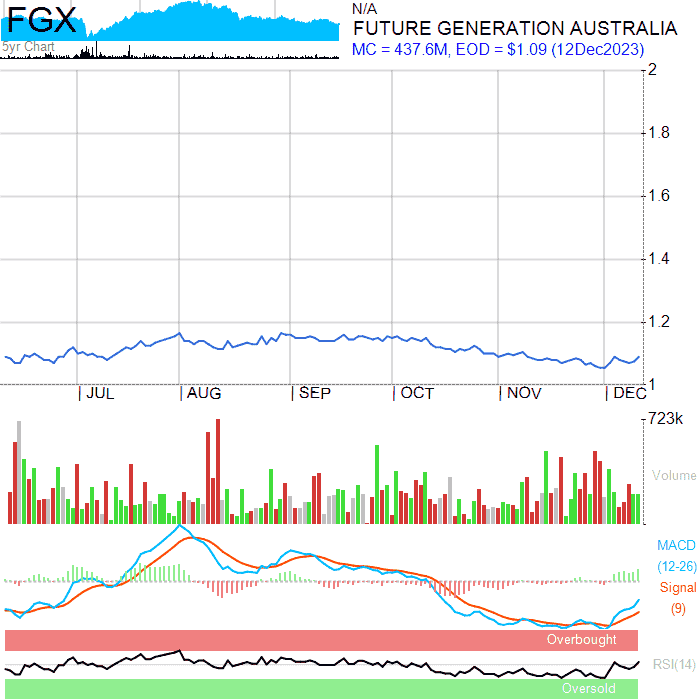 FGX
5yr Chart
N/A
FUTURE GENERATION AUSTRALIA
MC = 437.6M, EOD = $1.09 (12Dec2023)
2
1.8
1.6
1.4
1.2
1
JUL AUG SEP OCT NOV DEC
723k
Volume
MACD
(12-26)
Signal
(9)
Overbought
RSI(14)
Oversold